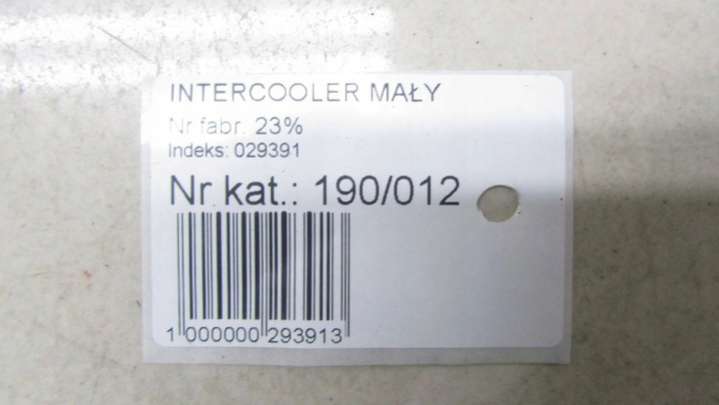 INTERCOOLER MAŁY
Nr fabr. 23%
Indeks: 029391
Nr kat.: 190/012
1 000000 293913